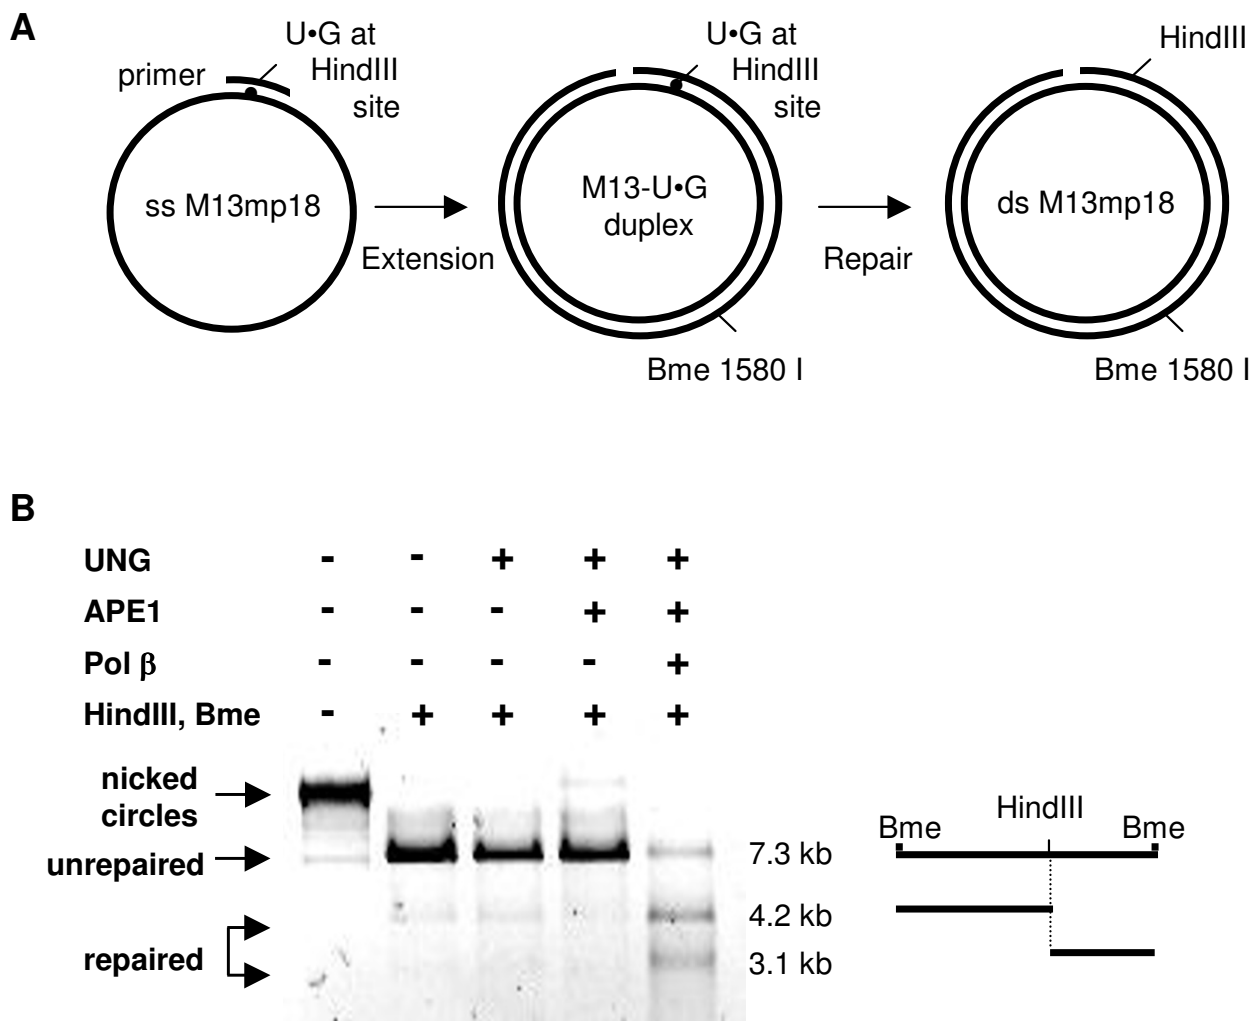 A
primer
U•G at
HindIII
site
ss M13mp18
Extension
U•G at
HindIII
site
M13-U•G
duplex
Bme 1580 I
Repair
HindIII
ds M13mp18
Bme 1580 I
B
UNG - - + + +
APE1 - - - + +
Pol β - - - - +
HindIII, Bme - + + + +
nicked
circles
unrepaired
repaired
7.3 kb
4.2 kb
3.1 kb
Bme
HindIII
Bme